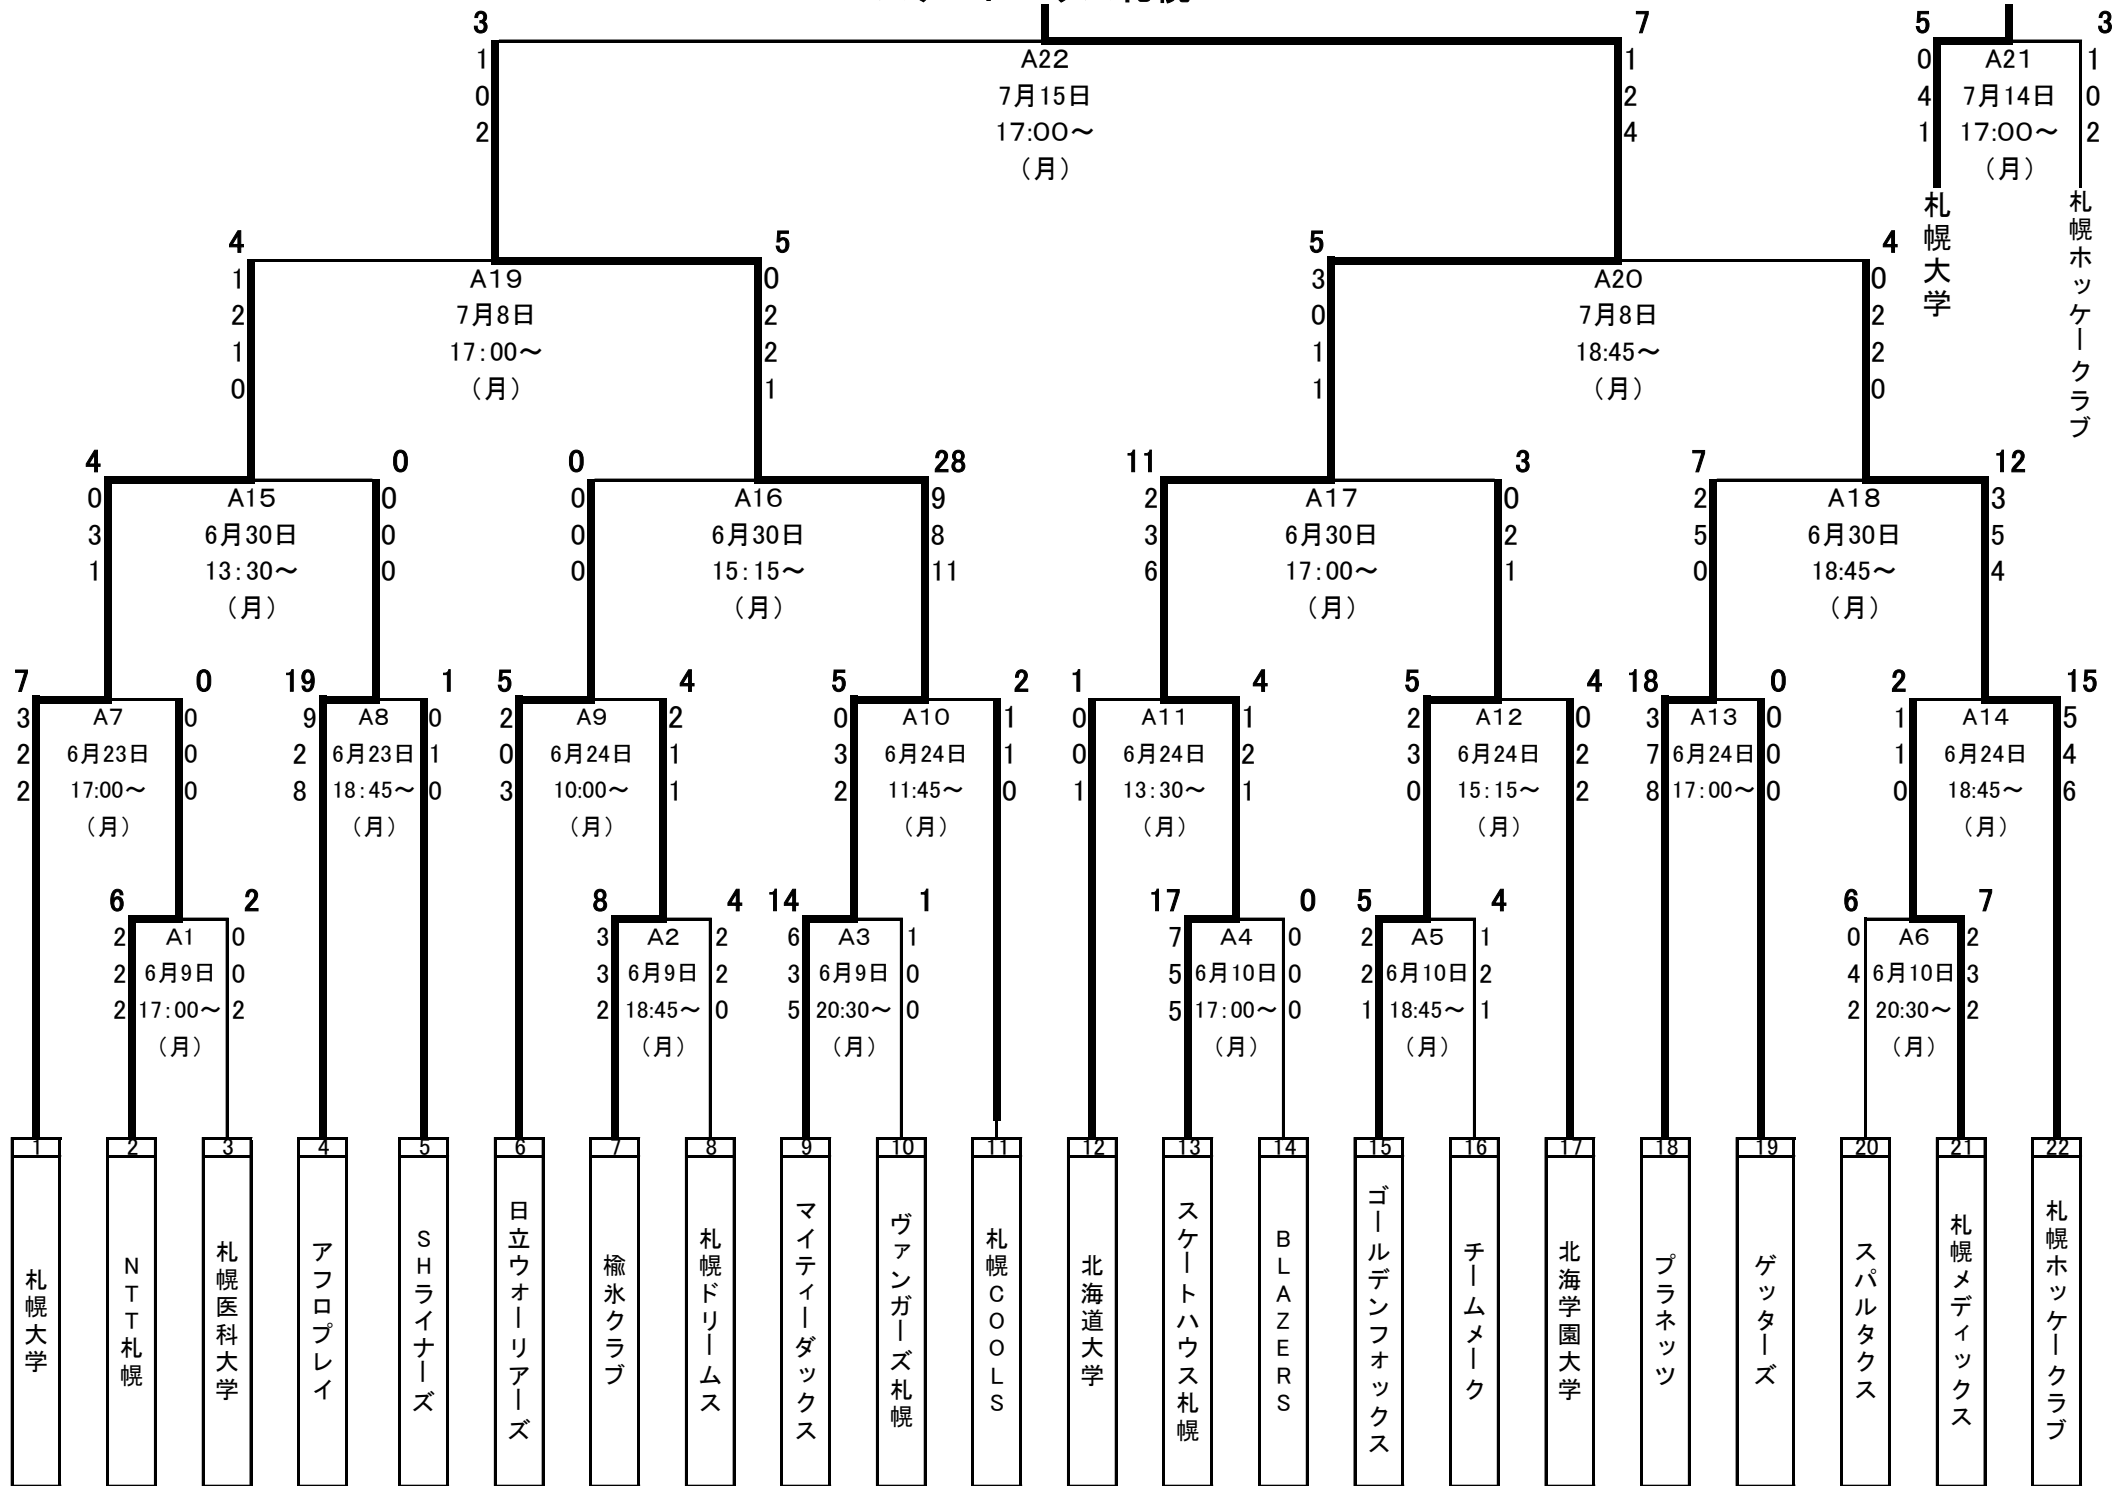 3 7 5 3
1 A22 1 0 A21 1
0 7月15日 2 4 7月14日 0
2 17:00～ 4 1 17:00～ 2
（月） （月）
札幌大学
札幌ホッケークラブ
4 5 5 4
1 A19 0 3 A20 0
2 7月8日 2 0 7月8日 2
1 17:00～ 2 1 18:45～ 2
0 （月） 1 1 （月） 0
4 0 0 28 11 3 7 12
0 A15 0 0 A16 9 2 A17 0 2 A18 3
3 6月30日 0 0 6月30日 8 3 6月30日 2 5 6月30日 5
1 13:30～ 0 0 15:15～ 11 6 17:00～ 1 0 18:45～ 4
（月） （月） （月） （月）
7 0 19 1 5 4 5 2 1 4 5 4 18 0 2 15
3 A7 0 9 A8 0 2 A9 2 0 A10 1 0 A11 1 2 A12 0 3 A13 0 1 A14 5
2 6月23日 0 2 6月23日 1 0 6月24日 1 3 6月24日 1 0 6月24日 2 3 6月24日 2 7 6月24日 0 1 6月24日 4
2 17:00～ 0 8 18:45～ 0 3 10:00～ 1 2 11:45～ 0 1 13:30～ 1 0 15:15～ 2 8 17:00～ 0 0 18:45～ 6
（月） （月） （月） （月） （月） （月） （月）
6 2 8 4 14 1 17 0 5 4 6 7
2 A1 0 3 A2 2 6 A3 1 7 A4 0 2 A5 1 0 A6 2
2 6月9日 0 3 6月9日 2 3 6月9日 0 5 6月10日 0 2 6月10日 2 4 6月10日 3
2 17:00～ 2 2 18:45～ 0 5 20:30～ 0 5 17:00～ 0 1 18:45～ 1 2 20:30～ 2
（月） （月） （月） （月） （月） （月）
1 2 3 4 5 6 7 8 9 10 11 12 13 14 15 16 17 18 19 20 21 22
札幌大学
NTT札幌
札幌医科大学
アフロプレイ
SHライナーズ
日立ウォーリアーズ
楡氷クラブ
札幌ドリームス
マイティーダックス
ヴァンガーズ札幌
札幌COOLS
北海道大学
スケートハウス札幌
BLAZERS
ゴールデンフォックス
チームメーク
北海学園大学
プラネッツ
ゲッターズ
スパルタクス
札幌メディックス
札幌ホッケークラブ